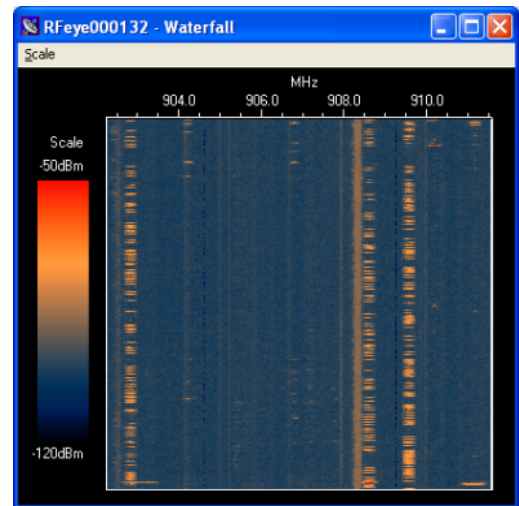 RFeye000132 - Waterfall
Scale
MHz
904.0 906.0 908.0 910.0
Scale
-50dBm
-120dBm